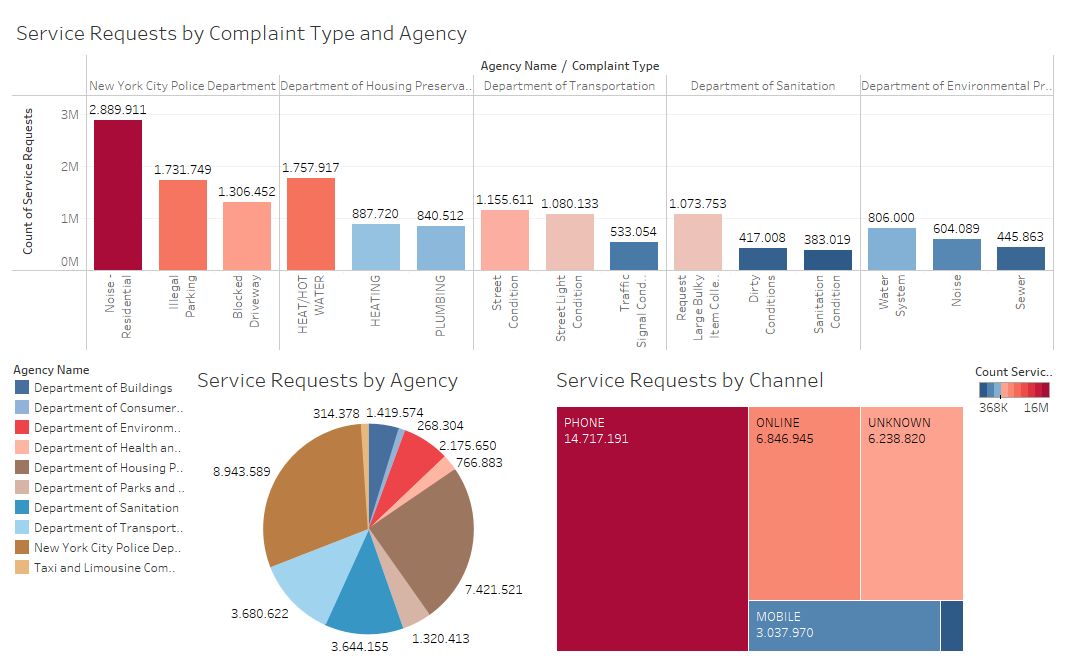 Service Requests by Complaint Type and Agency
Agency Name / Complaint Type
New York City Police Department
Department of Housing Preserva..
Department of Transportation
Department of Sanitation
Department of Environmental Pr..
Count of Service Requests
3M
2M
1M
0M
2.889.911
1.731.749
1.306.452
1.757.917
887.720
840.512
1.155.611
1.080.133
533.054
1.073.753
417.008
383.019
806.000
604.089
445.863
Noise -
Residential
Illegal
Parking
Blocked
Driveway
HEAT/HOT
WATER
HEATING
PLUMBING
Street
Condition
Street Light
Condition
Traffic
Signal Cond..
Request
Large Bulky
Item Colle..
Dirty
Conditions
Sanitation
Condition
Water
System
Noise
Sewer
Agency Name
Department of Buildings
Department of Consumer..
Department of Environm..
Department of Health an..
Department of Housing P..
Department of Parks and ..
Department of Sanitation
Department of Transport..
New York City Police Dep..
Taxi and Limousine Com..
Service Requests by Agency
314.378
1.419.574
268.304
2.175.650
766.883
8.943.589
7.421.521
3.680.622
1.320.413
3.644.155
Service Requests by Channel
PHONE
14.717.191
ONLINE
6.846.945
UNKNOWN
6.238.820
MOBILE
3.037.970
Count Servic..
368K
16M